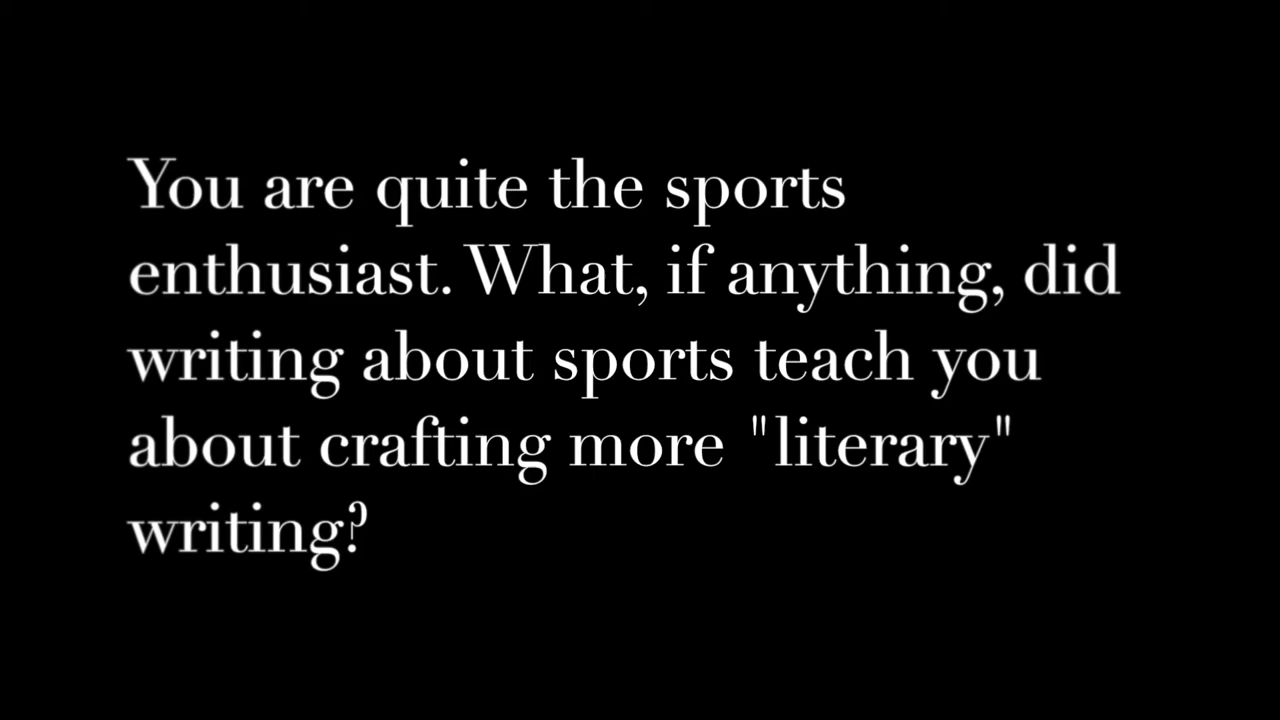 You are quite the sports
enthusiast. What, if anything, did
writing about sports teach you
about crafting more "literary"
writing?